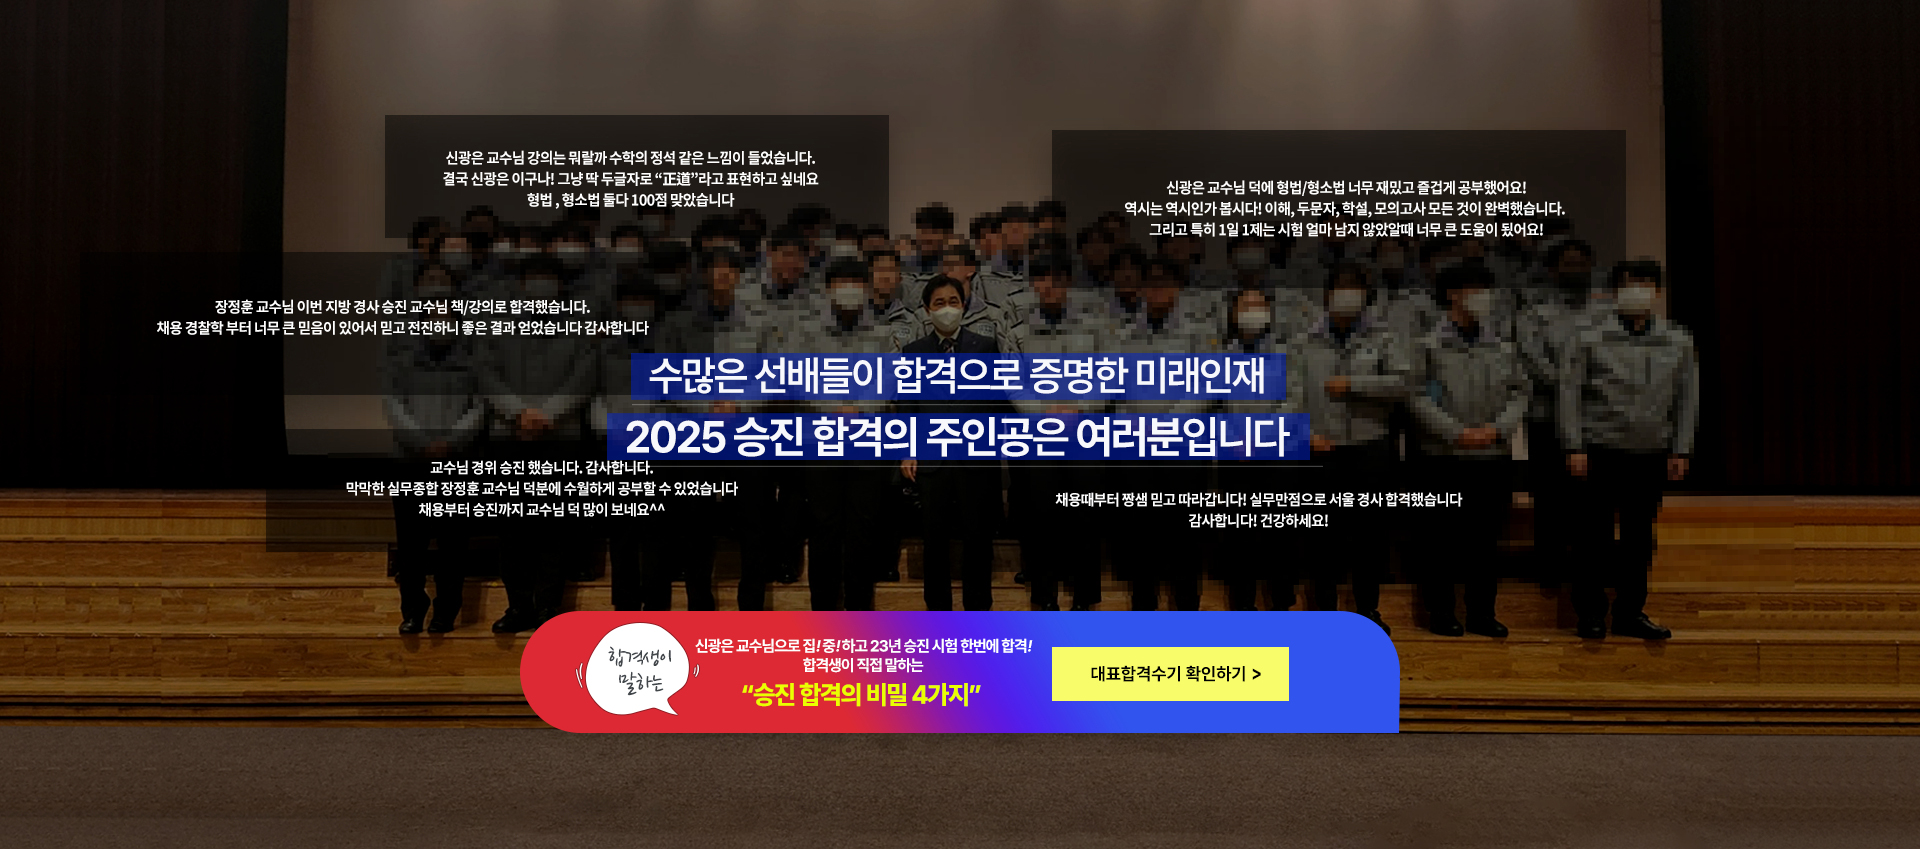 신광은 교수님 강의는 뭐랄까 수학의 정석 같은 느낌이 들었습니다.
결국 신광은 이구나! 그냥 딱 두글자로 “正道”라고 표현하고 싶네요
형법 , 형소법 둘다 100점 맞았습니다
신광은 교수님 덕에 형법/형소법 너무 재밌고 즐겁게 공부했어요!
역시는 역시인가 봅시다! 이해, 두문자, 학설, 모의고사 모든 것이 완벽했습니다.
그리고 특히 1일 1제는 시험 얼마 남지 않았알때 너무 큰 도움이 됬어요!
장정훈 교수님 이번 지방 경사 승진 교수님 책/강의로 합격했습니다.
채용 경찰학 부터 너무 큰 믿음이 있어서 믿고 전진하니 좋은 결과 얻었습니다 감사합니다
수많은 선배들이 합격으로 증명한 미래인재
2025 승진 합격의 주인공은 여러분입니다
교수님 경위 승진 했습니다. 감사합니다.
막막한 실무종합 장정훈 교수님 덕분에 수월하게 공부할 수 있었습니다
채용부터 승진까지 교수님 덕 많이 보네요^^
채용때부터 짱샘 믿고 따라갑니다! 실무만점으로 서울 경사 합격했습니다
감사합니다! 건강하세요!
합격생이
말하는
신광은 교수님으로 집!중!하고 23년 승진 시험 한번에 합격!
합격생이 직접 말하는
“승진 합격의 비밀 4가지”
대표합격수기 확인하기 >